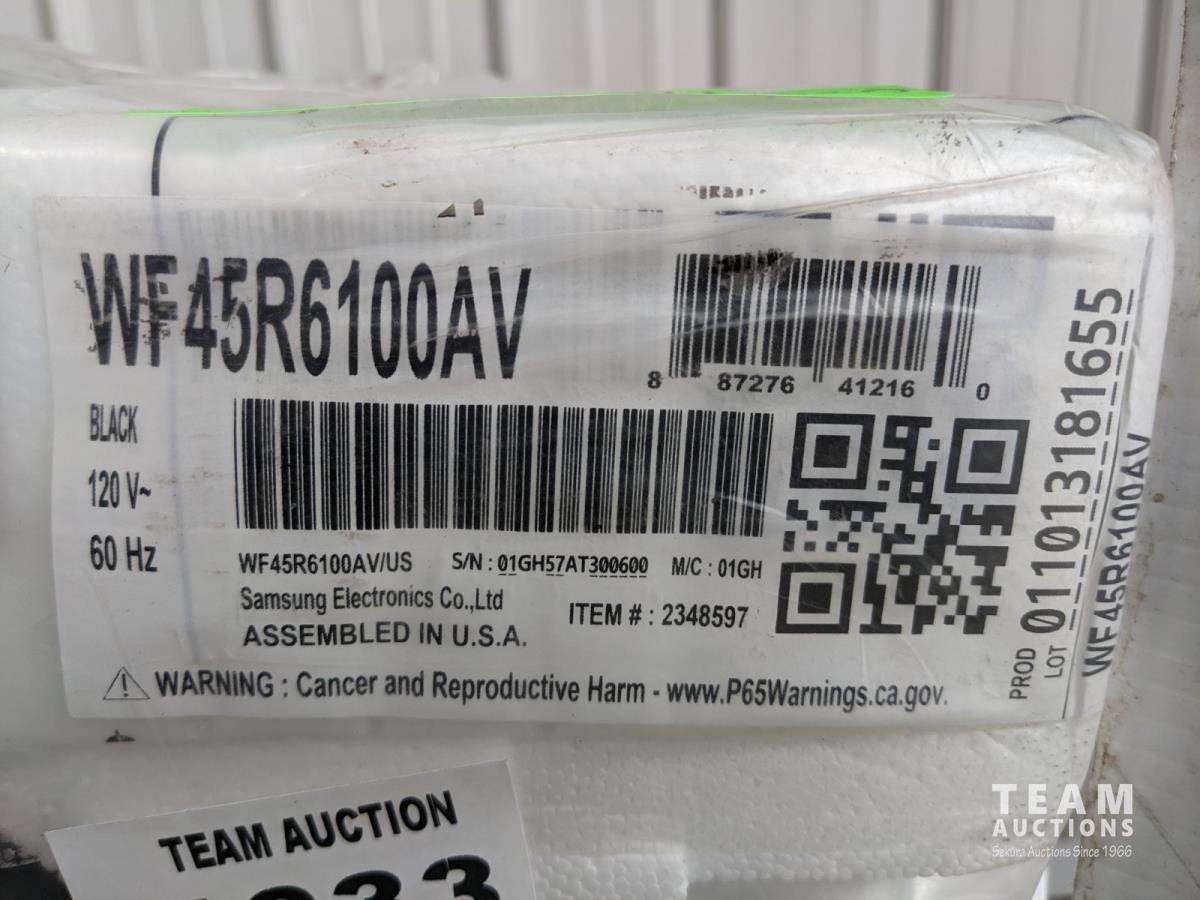 WF45R6100AV
8 87276 41216 0
BLACK
120 V~
60 Hz
WF45R6100AV/US S/N : 01GH57AT300600 M/C : 01GH
Samsung Electronics Co.,Ltd
ITEM # : 2348597
ASSEMBLED IN U.S.A.
WARNING : Cancer and Reproductive Harm - www.P65Warnings.ca.gov.
PROD
LOT
01101318 1655
WF45R6100AV
TEAM AUCTION
TEAM
AUCTIONS
Sekura Auctions Since 1966